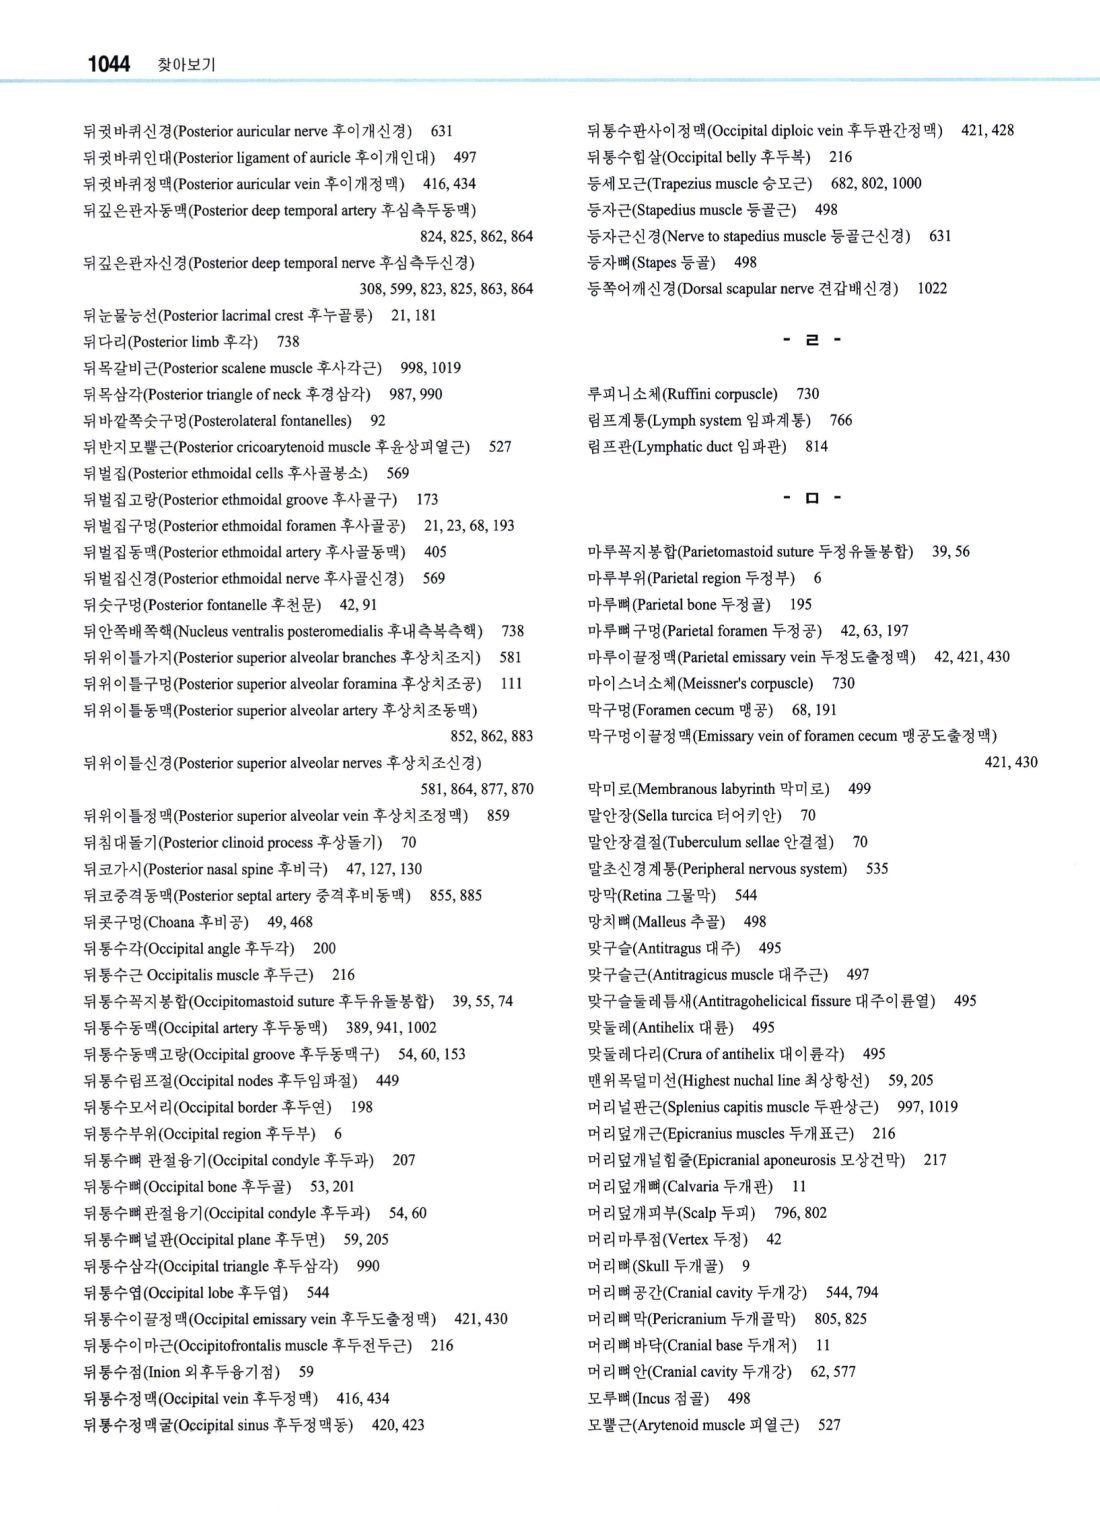 1044 찾아보기
뒤귓바퀴신경(Posterior auricular nerve 후이개신경) 631
뒤귓바퀴인대(Posterior ligament of auricle 후이개인대) 497
뒤귓바퀴정맥(Posterior auricular vein 후이개정맥) 416, 434
뒤깊은관자동맥(Posterior deep temporal artery 후심측두동맥)
824, 825, 862, 864
뒤깊은관자신경(Posterior deep temporal nerve 후심측두신경)
308, 599, 823, 825, 863, 864
뒤눈물능선(Posterior lacrimal crest 후누골릉) 21, 181
뒤다리(Posterior limb 후각) 738
뒤목갈비근(Posterior scalene muscle 후사각근) 998, 1019
뒤목삼각(Posterior triangle of neck 후경삼각) 987, 990
뒤바깥쪽숫구멍(Posterolateral fontanelles) 92
뒤반지모뿔근(Posterior cricoarytenoid muscle 후윤상피열근) 527
뒤벌집(Posterior ethmoidal cells 후사골봉소) 569
뒤벌집고랑(Posterior ethmoidal groove 후사골구) 173
뒤벌집구멍(Posterior ethmoidal foramen 후사골공) 21, 23, 68, 193
뒤벌집동맥(Posterior ethmoidal artery 후사골동맥) 405
뒤벌집신경(Posterior ethmoidal nerve 후사골신경) 569
뒤숫구멍(Posterior fontanelle 후천문) 42, 91
뒤안쪽배쪽핵(Nucleus ventralis posteromedialis 후내측복측핵) 738
뒤위이틀가지(Posterior superior alveolar branches 후상치조지) 581
뒤위이틀구멍(Posterior superior alveolar foramina 후상치조공) 111
뒤위이틀동맥(Posterior superior alveolar artery 후상치조동맥)
852, 862, 883
뒤위이틀신경(Posterior superior alveolar nerves 후상치조신경)
581, 864, 877, 870
뒤위이틀정맥(Posterior superior alveolar vein 후상치조정맥) 859
뒤침대돌기(Posterior clinoid process 후상돌기) 70
뒤코가시(Posterior nasal spine 후비극) 47, 127, 130
뒤코중격동맥(Posterior septal artery 중격후비동맥) 855, 885
뒤콧구멍(Choana 후비공) 49, 468
뒤통수각(Occipital angle 후두각) 200
뒤통수근 Occipitalis muscle 후두근) 216
뒤통수꼭지봉합(Occipitomastoid suture 후두유돌봉합) 39, 55, 74
뒤통수동맥(Occipital artery 후두동맥) 389, 941, 1002
뒤통수동맥고랑(Occipital groove 후두동맥구) 54, 60, 153
뒤통수림프절(Occipital nodes 후두임파절) 449
뒤통수모서리(Occipital border 후두연) 198
뒤통수부위(Occipital region 후두부) 6
뒤통수뼈 관절융기(Occipital condyle 후두과) 207
뒤통수뼈(Occipital bone 후두골) 53, 201
뒤통수뼈관절융기(Occipital condyle 후두과) 54, 60
뒤통수뼈널판(Occipital plane 후두면) 59, 205
뒤통수삼각(Occipital triangle 후두삼각) 990
뒤통수엽(Occipital lobe 후두엽) 544
뒤통수이끌정맥(Occipital emissary vein 후두도출정맥) 421, 430
뒤통수이마근(Occipitofrontalis muscle 후두전두근) 216
뒤통수점(Inion 외후두융기점) 59
뒤통수정맥(Occipital vein 후두정맥) 416, 434
뒤통수정맥굴(Occipital sinus 후두정맥동) 420, 423
뒤통수판사이정맥(Occipital diploic vein 후두판간정맥) 421, 428
뒤통수힘살(Occipital belly 후두복) 216
등세모근(Trapezius muscle 승모근) 682, 802, 1000
등자근(Stapedius muscle 등골근) 498
등자근신경(Nerve to stapedius muscle 등골근신경) 631
등자뼈(Stapes 등골) 498
등쪽어깨신경(Dorsal scapular nerve 견갑배신경) 1022
- ㄹ -
루피니소체(Ruffini corpuscle) 730
림프계통(Lymph system 임파계통) 766
림프관(Lymphatic duct 임파관) 814
- ㅁ -
마루꼭지봉합(Parietomastoid suture 두정유돌봉합) 39, 56
마루부위(Parietal region 두정부) 6
마루뼈(Parietal bone 두정골) 195
마루뼈구멍(Parietal foramen 두정공) 42, 63, 197
마루이끌정맥(Parietal emissary vein 두정도출정맥) 42, 421, 430
마이스너소체(Meissner's corpuscle) 730
막구멍(Foramen cecum 맹공) 68, 191
막구멍이끌정맥(Emissary vein of foramen cecum 맹공도출정맥)
421, 430
막미로(Membranous labyrinth 막미로) 499
말안장(Sella turcica 터어키안) 70
말안장결절(Tuberculum sellae 안결절) 70
말초신경계통(Peripheral nervous system) 535
망막(Retina 그물막) 544
망치뼈(Malleus 추골) 498
맞구슬(Antitragus 대주) 495
맞구슬근(Antitragicus muscle 대주근) 497
맞구슬둘레틈새(Antitragohelicical fissure 대주이륜열) 495
맞둘레(Antihelix 대륜) 495
맞둘레다리(Crura of antihelix 대이륜각) 495
맨위목덜미선(Highest nuchal line 최상항선) 59, 205
머리널판근(Splenius capitis muscle 두판상근) 997, 1019
머리덮개근(Epicranius muscles 두개표근) 216
머리덮개널힘줄(Epicranial aponeurosis 모상건막) 217
머리덮개뼈(Calvaria 두개관) 11
머리덮개피부(Scalp 두피) 796, 802
머리마루점(Vertex 두정) 42
머리뼈(Skull 두개골) 9
머리뼈공간(Cranial cavity 두개강) 544, 794
머리뼈막(Pericranium 두개골막) 805, 825
머리뼈바닥(Cranial base 두개저) 11
머리뼈안(Cranial cavity 두개강) 62, 577
모루뼈(Incus 점골) 498
모뿔근(Arytenoid muscle 피열근) 527